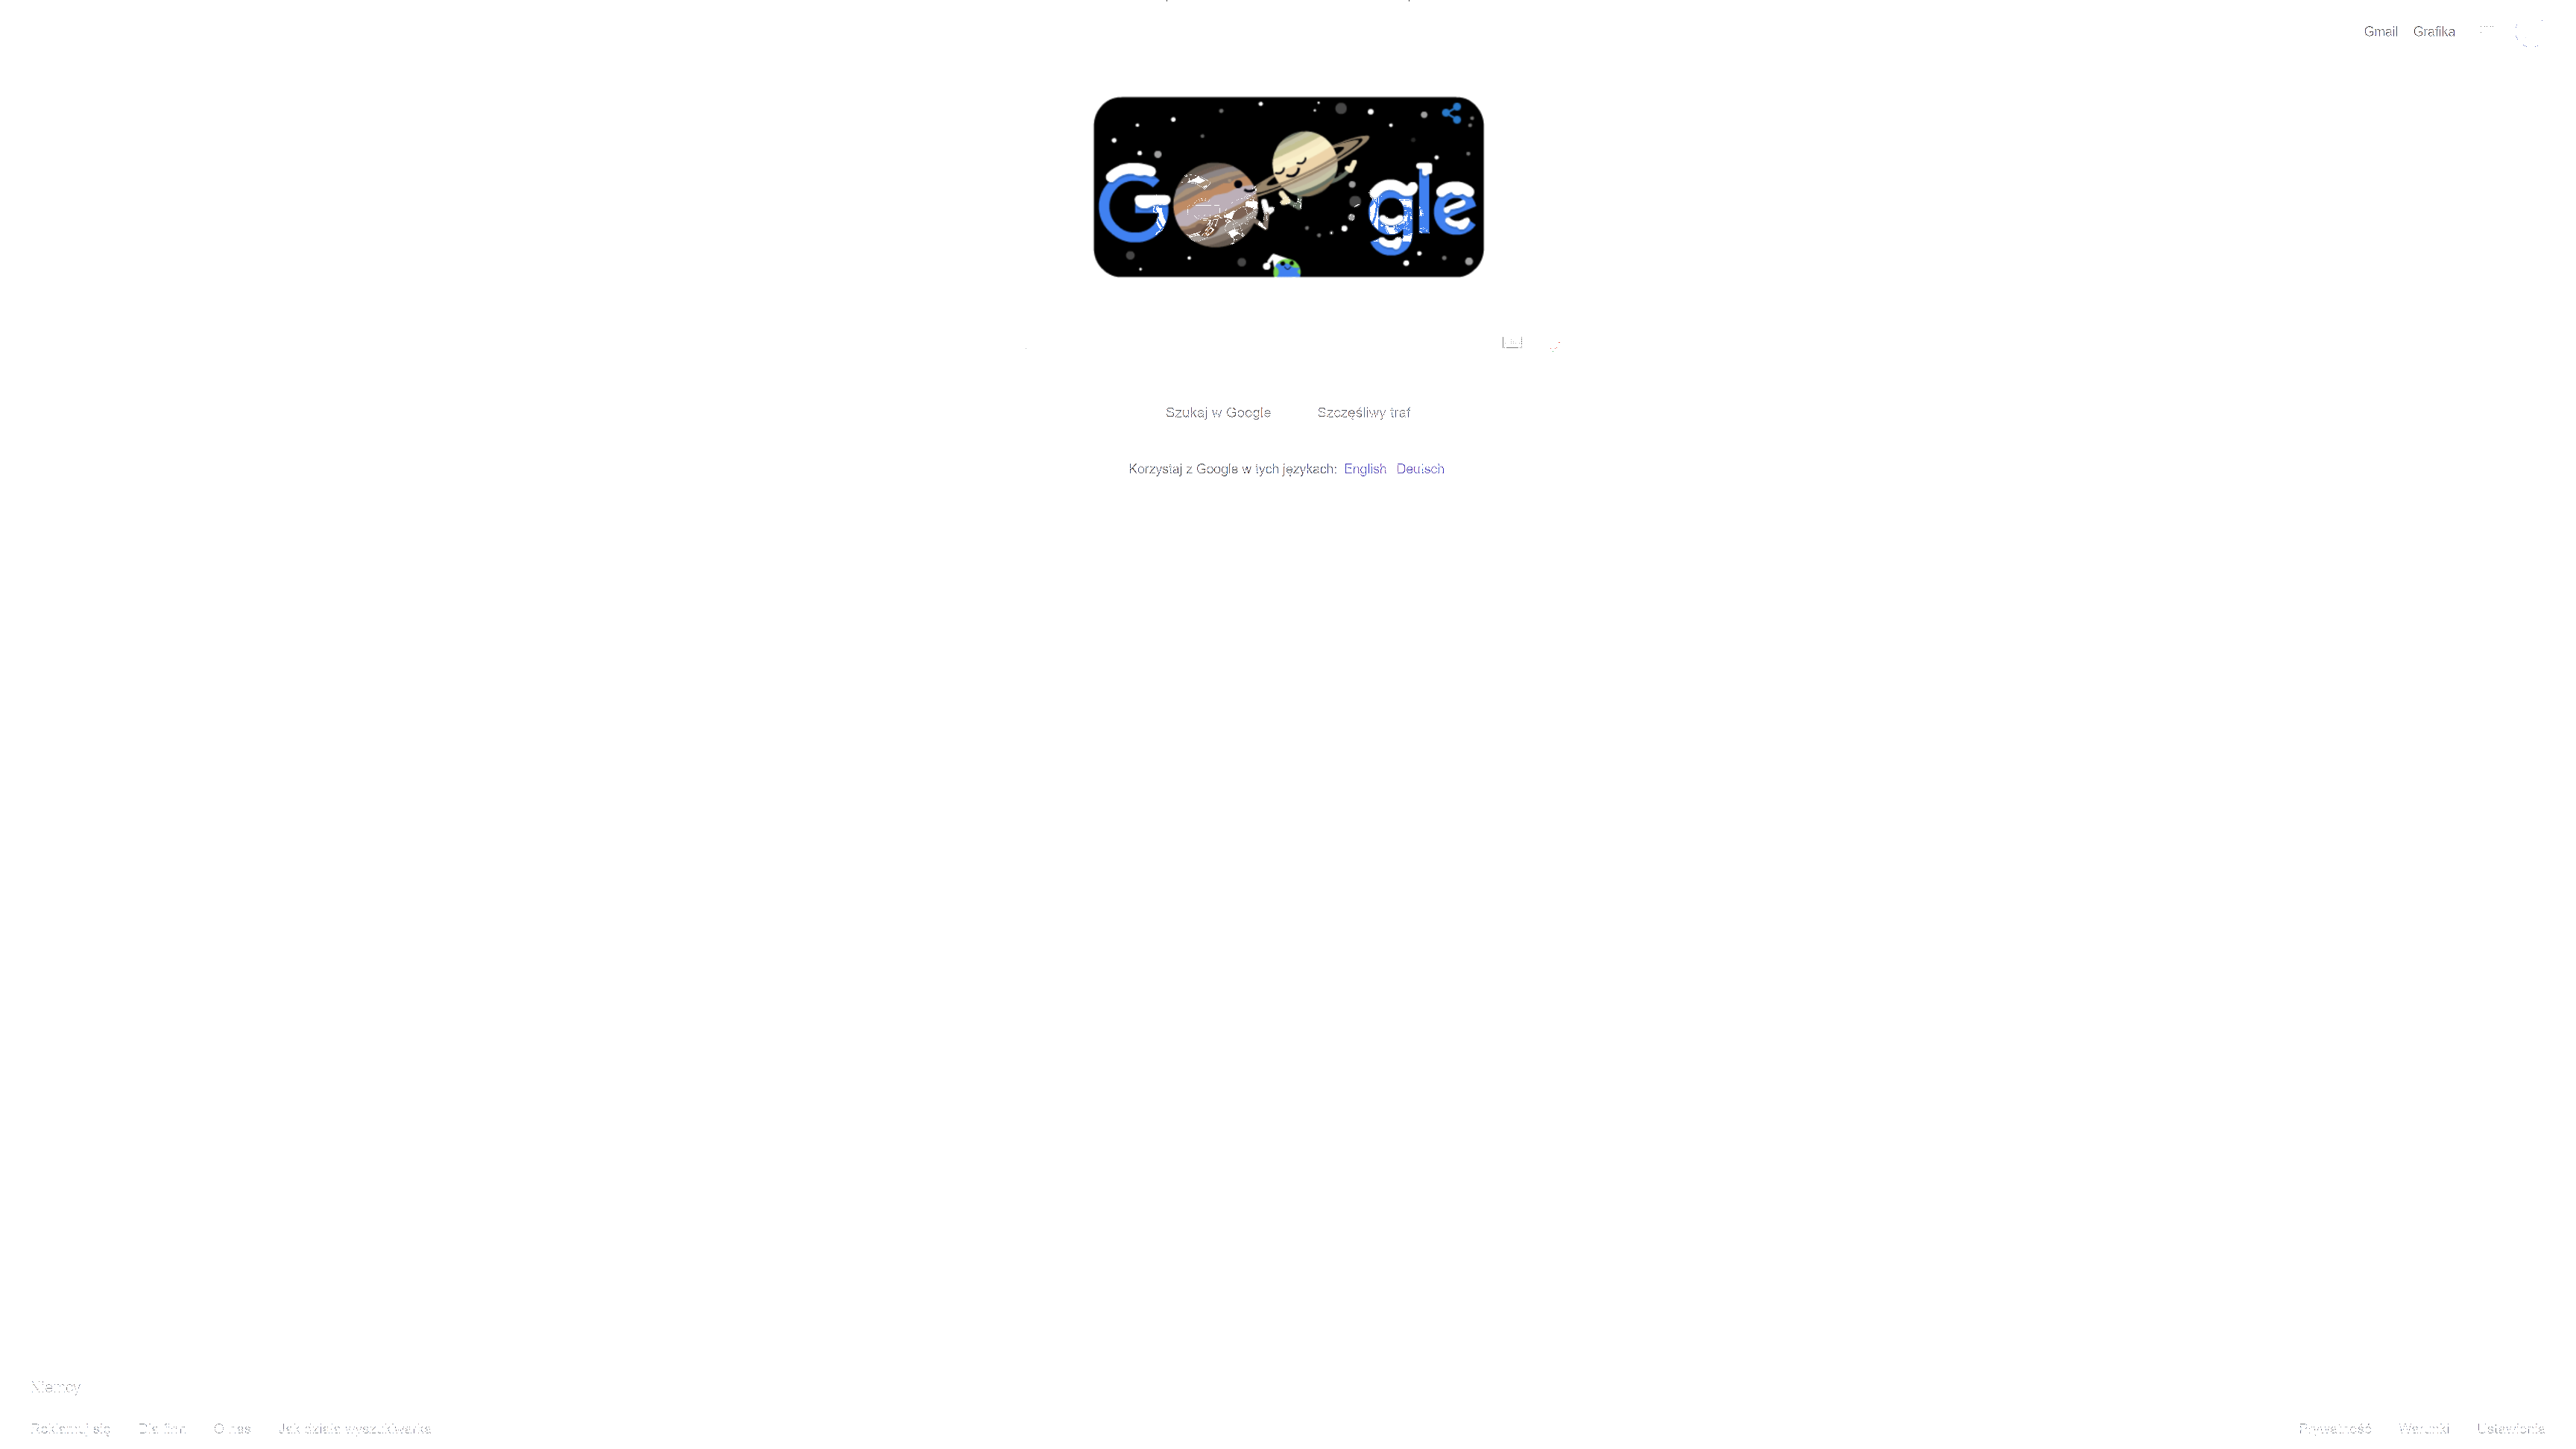 Gmail Grafika
Google
Szukaj w Google Szczęśliwy traf
Korzystaj z Google w tych językach: English Deutsch
Niemcy
Reklamuj się Dla firm O nas Jak działa wyszukiwarka
Prywatność Warunki Ustawienia